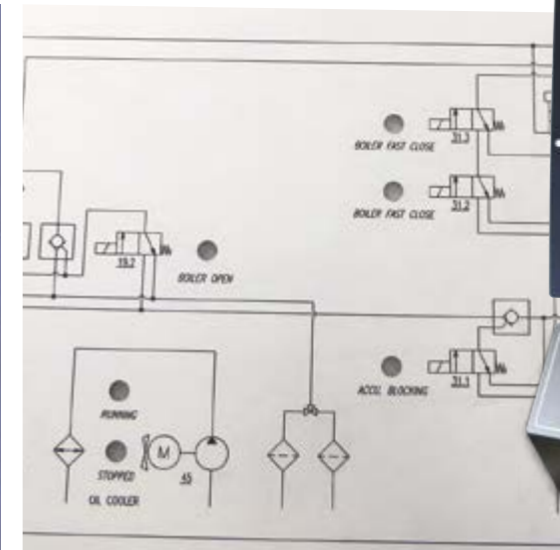 BOILER FAST CLOSE
31.3
BOILER FAST CLOSE
31.2
19.2
BOILER OPEN
ACCU. BLOCKING
31.1
RUNNING
M
STOPPED
45
OIL COOLER